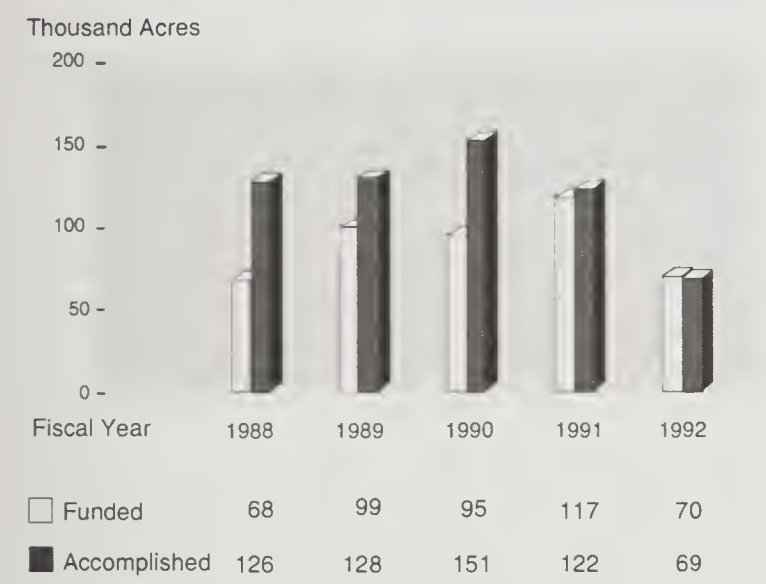 Thousand Acres
200
150
100
50
0
Fiscal Year 1988 1989 1990 1991 1992
Funded 68 99 95 117 70
Accomplished 126 128 151 122 69